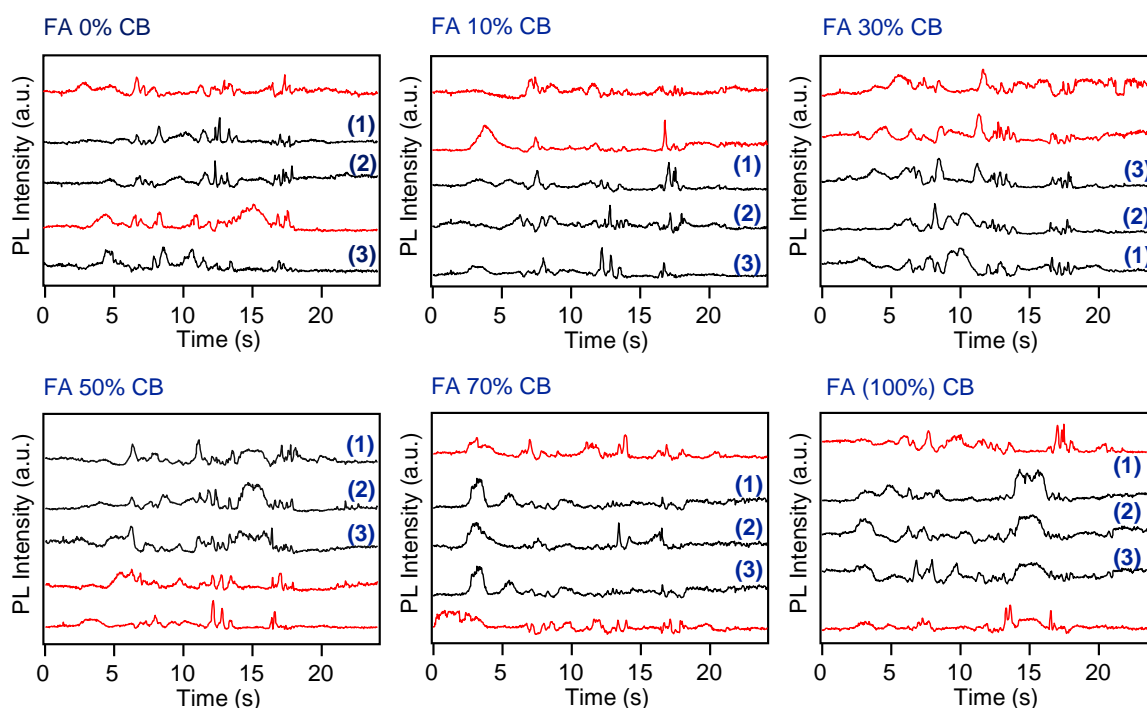 FA 0% CB
PL Intensity (a.u.)
(1)
(2)
(3)
0 5 10 15 20
Time (s)
FA 10% CB
PL Intensity (a.u.)
(1)
(2)
(3)
0 5 10 15 20
Time (s)
FA 30% CB
PL Intensity (a.u.)
(3)
(2)
(1)
0 5 10 15 20
Time (s)
FA 50% CB
PL Intensity (a.u.)
(1)
(2)
(3)
0 5 10 15 20
Time (s)
FA 70% CB
PL Intensity (a.u.)
(1)
(2)
(3)
0 5 10 15 20
Time (s)
FA (100%) CB
PL Intensity (a.u.)
(1)
(2)
(3)
0 5 10 15 20
Time (s)